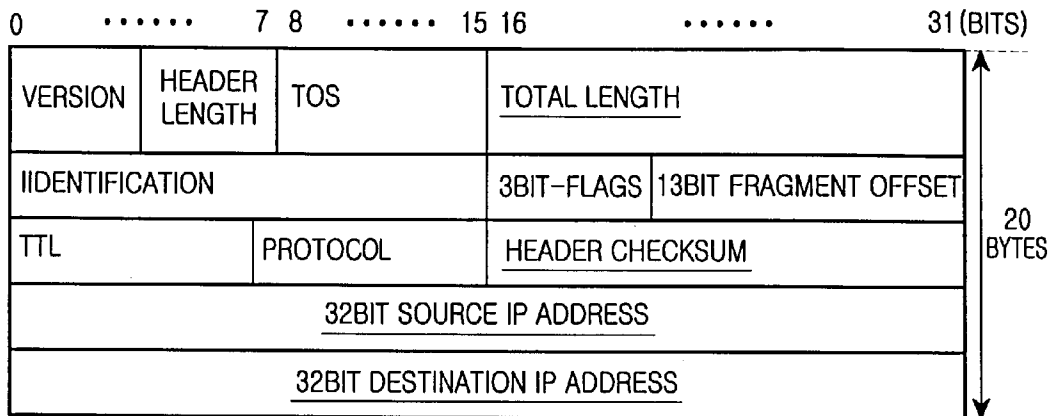 0 ...... 7 8 ...... 15 16 ...... 31 (BITS)
VERSION HEADER LENGTH TOS TOTAL LENGTH
IIDENTIFICATION 3BIT-FLAGS 13BIT FRAGMENT OFFSET
TTL PROTOCOL HEADER CHECKSUM
32BIT SOURCE IP ADDRESS
32BIT DESTINATION IP ADDRESS
20 BYTES